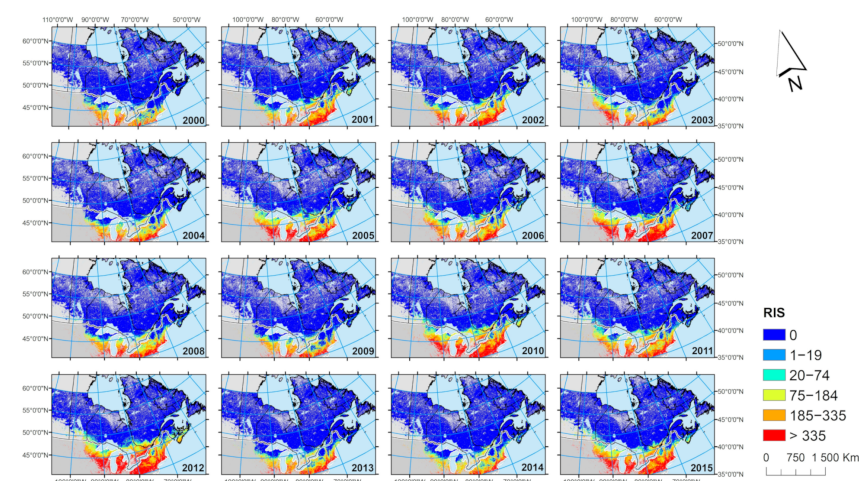 110°0'0"W 90°0'0"W 50°0'0"W 100°0'0"W 80°0'0"W 60°0'0"W 100°0'0"W 80°0'0"W 60°0'0"W 100°0'0"W 80°0'0"W 60°0'0"W
60°0'0"N 50°0'0"N
55°0'0"N 45°0'0"N
50°0'0"N 40°0'0"N
45°0'0"N 35°0'0"N
2000 2001 2002 2003
60°0'0"N 50°0'0"N
55°0'0"N 45°0'0"N
50°0'0"N 40°0'0"N
45°0'0"N 35°0'0"N
2004 2005 2006 2007
60°0'0"N 50°0'0"N
55°0'0"N 45°0'0"N
50°0'0"N 40°0'0"N
45°0'0"N 35°0'0"N
2008 2009 2010 2011
60°0'0"N 50°0'0"N
55°0'0"N 45°0'0"N
50°0'0"N 40°0'0"N
45°0'0"N 35°0'0"N
2012 2013 2014 2015
N
RIS
0
1–19
20–74
75–184
185–335
> 335
0 750 1 500 Km